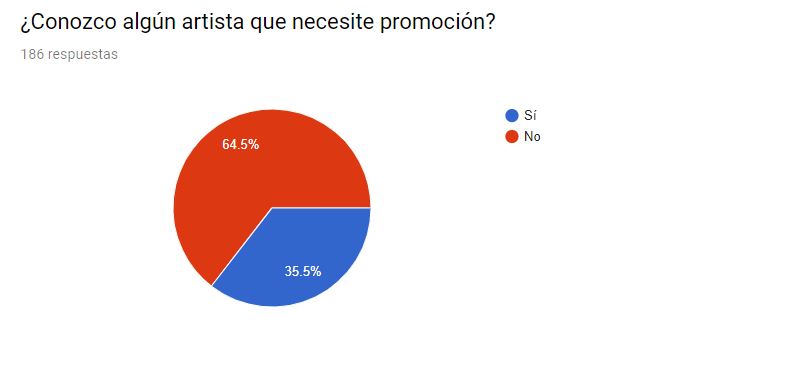 ¿Conozco algún artista que necesite promoción?
186 respuestas
Sí
No
64.5%
35.5%